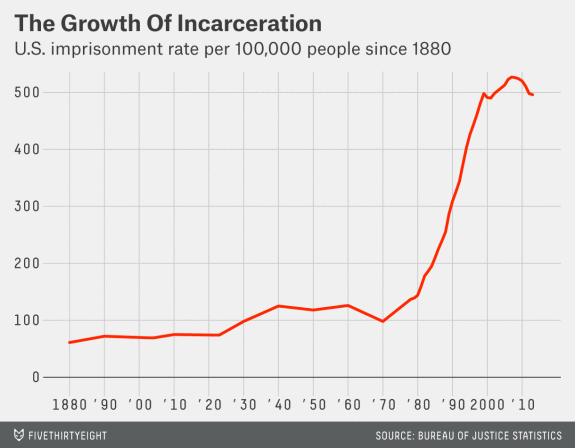 The Growth Of Incarceration
U.S. imprisonment rate per 100,000 people since 1880
500
400
300
200
100
0
1880 '90 '00 '10 '20 '30 '40 '50 '60 '70 '80 '90 2000 '10
FIVETHIRTYEIGHT SOURCE: BUREAU OF JUSTICE STATISTICS